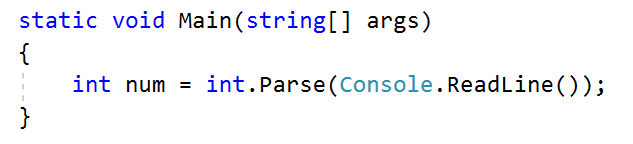 static void Main(string[] args)
{
    int num = int.Parse(Console.ReadLine());
}